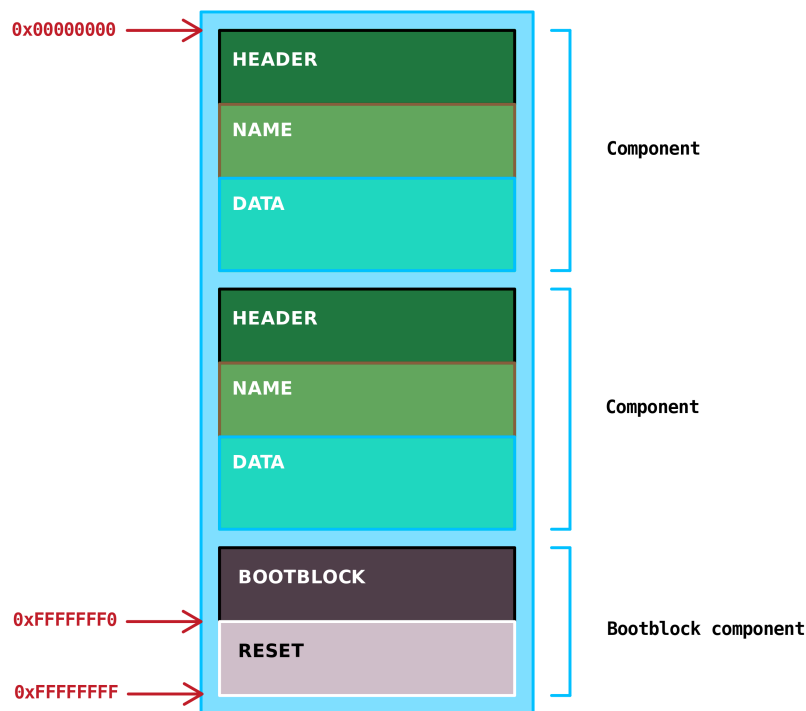 0x00000000
HEADER
NAME
Component
DATA
HEADER
NAME
Component
DATA
BOOTBLOCK
0xFFFFFFF0
Bootblock component
RESET
0xFFFFFFFF